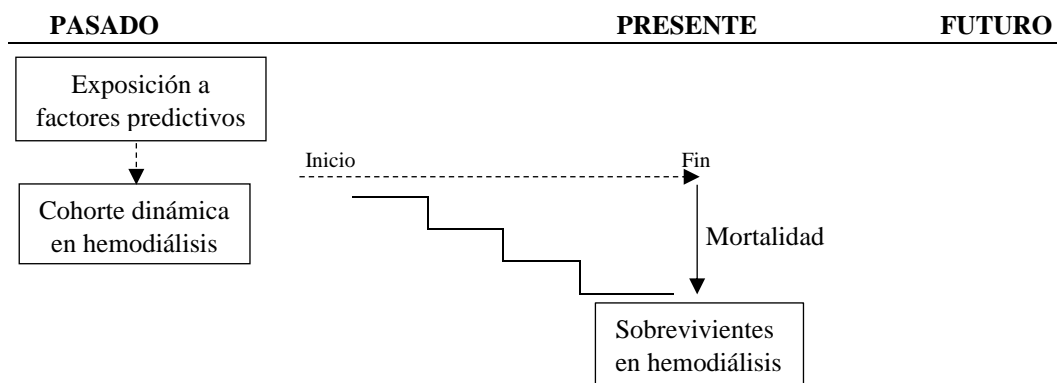 PASADO PRESENTE FUTURO
Exposición a
factores predictivos
Inicio Fin
Cohorte dinámica
en hemodiálisis
Mortalidad
Sobrevivientes
en hemodiálisis